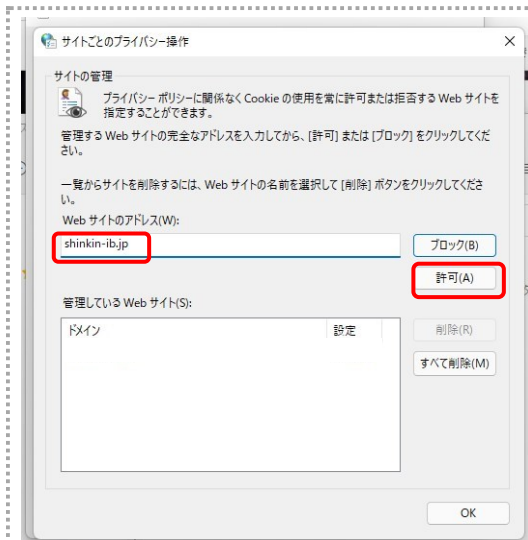 サイトごとのプライバシー操作
サイトの管理
プライバシー ポリシーに関係なく Cookie の使用を常に許可または拒否する Web サイトを
指定することができます。
管理する Web サイトの完全なアドレスを入力してから、[許可] または [ブロック] をクリックしてくだ
さい。
一覧からサイトを削除するには、Web サイトの名前を選択して [削除] ボタンをクリックしてくださ
い。
Web サイトのアドレス(W):
shinkin-ib.jp
ブロック(B)
許可(A)
管理している Web サイト(S):
ドメイン 設定
削除(R)
すべて削除(M)
OK